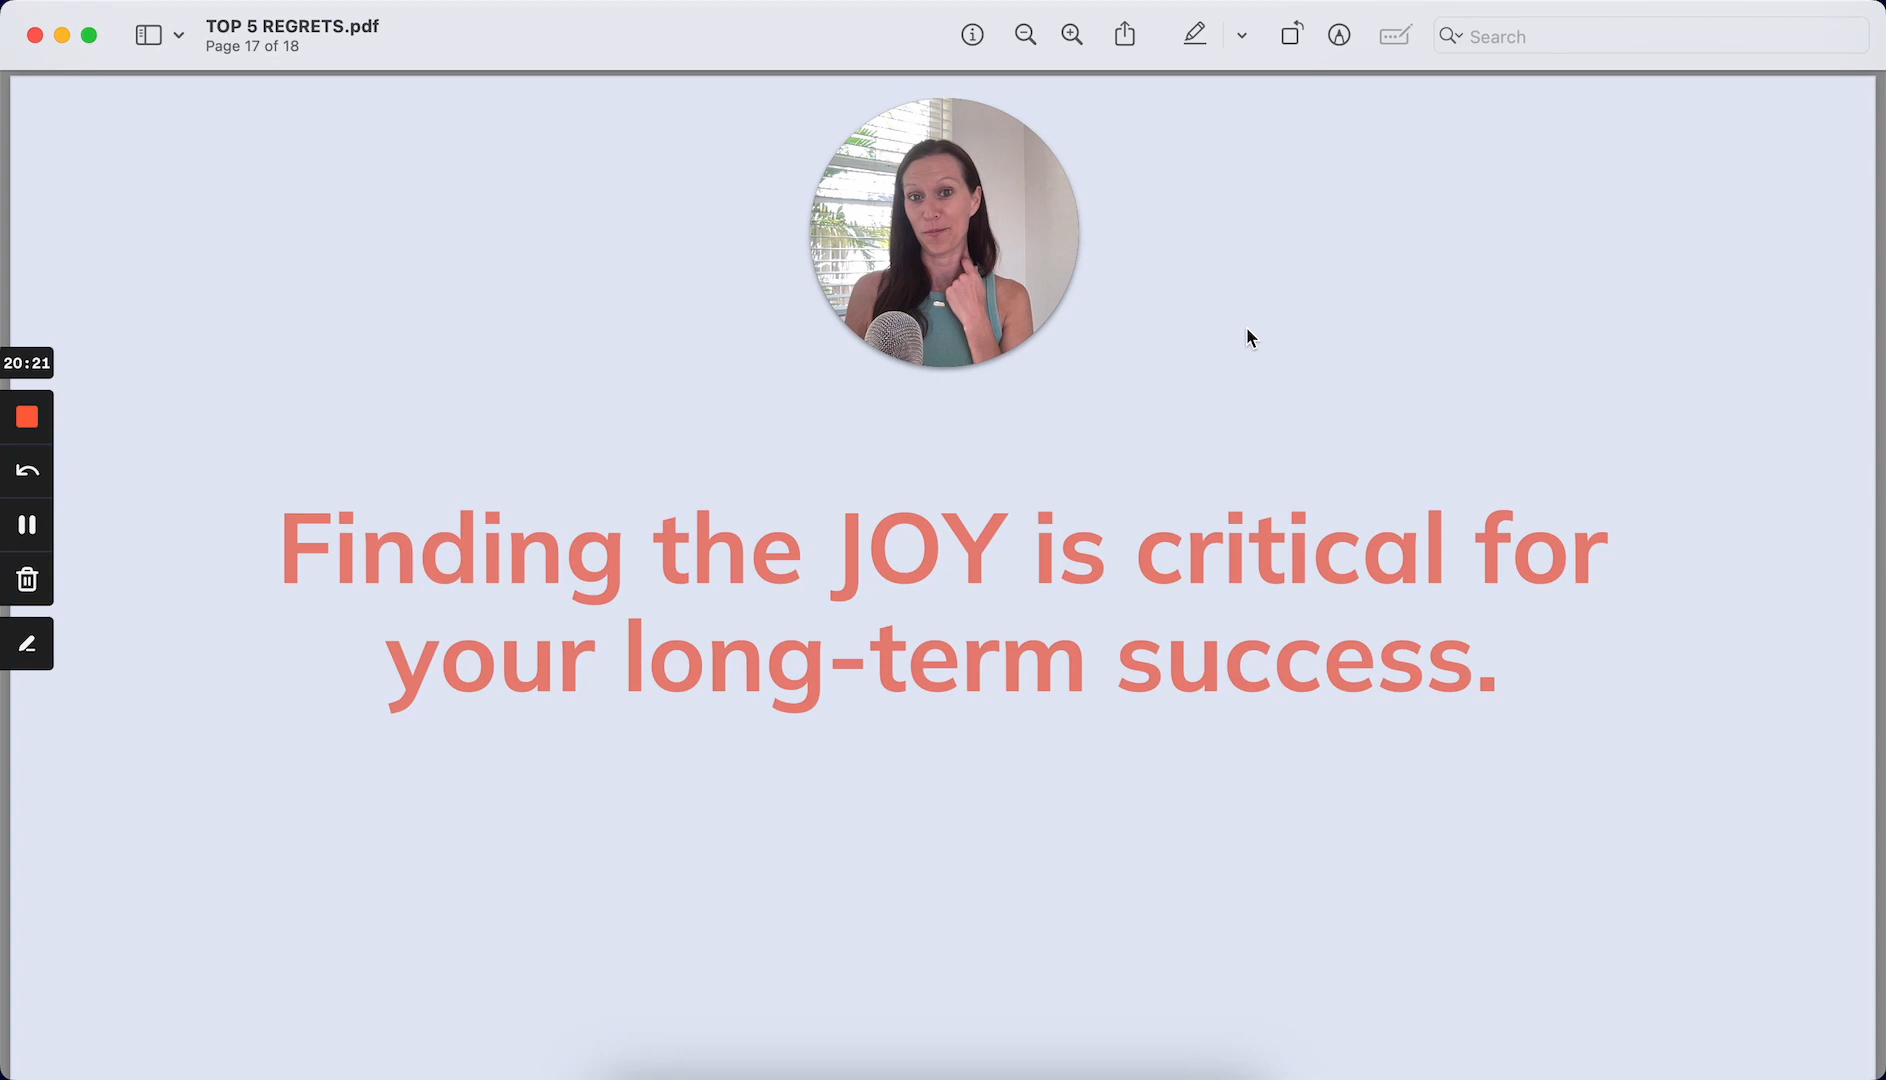 TOP 5 REGRETS.pdf
Page 17 of 18
Search
20:21
Finding the JOY is critical for
your long-term success.